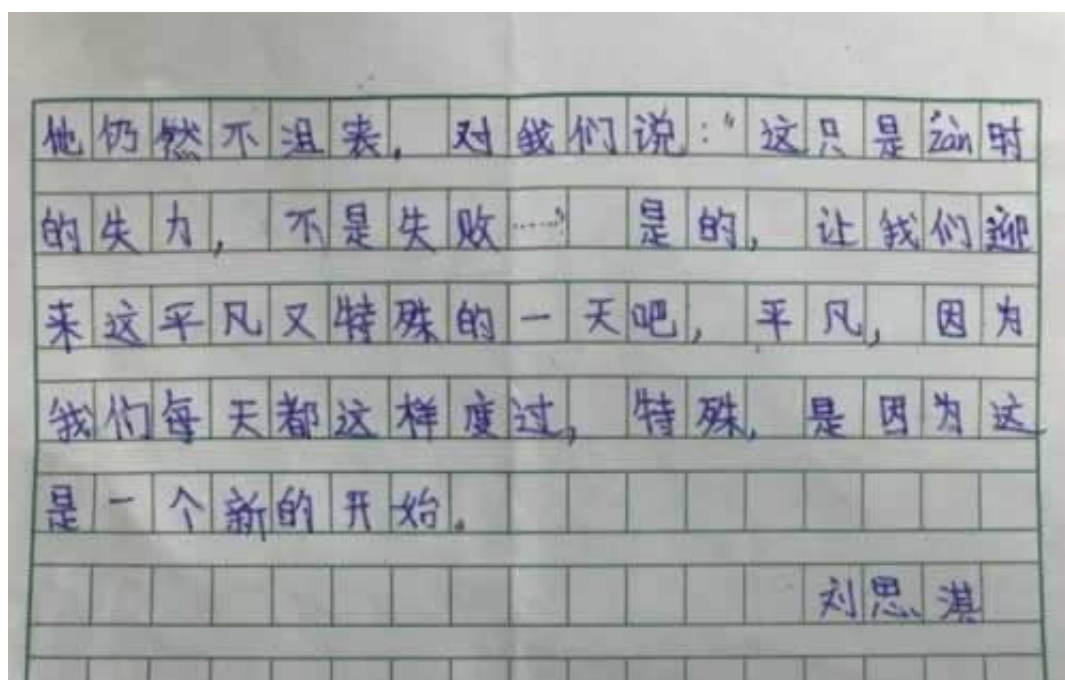 他仍然不沮丧，对我们说：“这只是zàn时
的失力，不是失败……” 是的，让我们迎
来这平凡又特殊的一天吧，平凡，因为
我们每天都这样度过，特殊，是因为这
是一个新的开始。
刘思淇